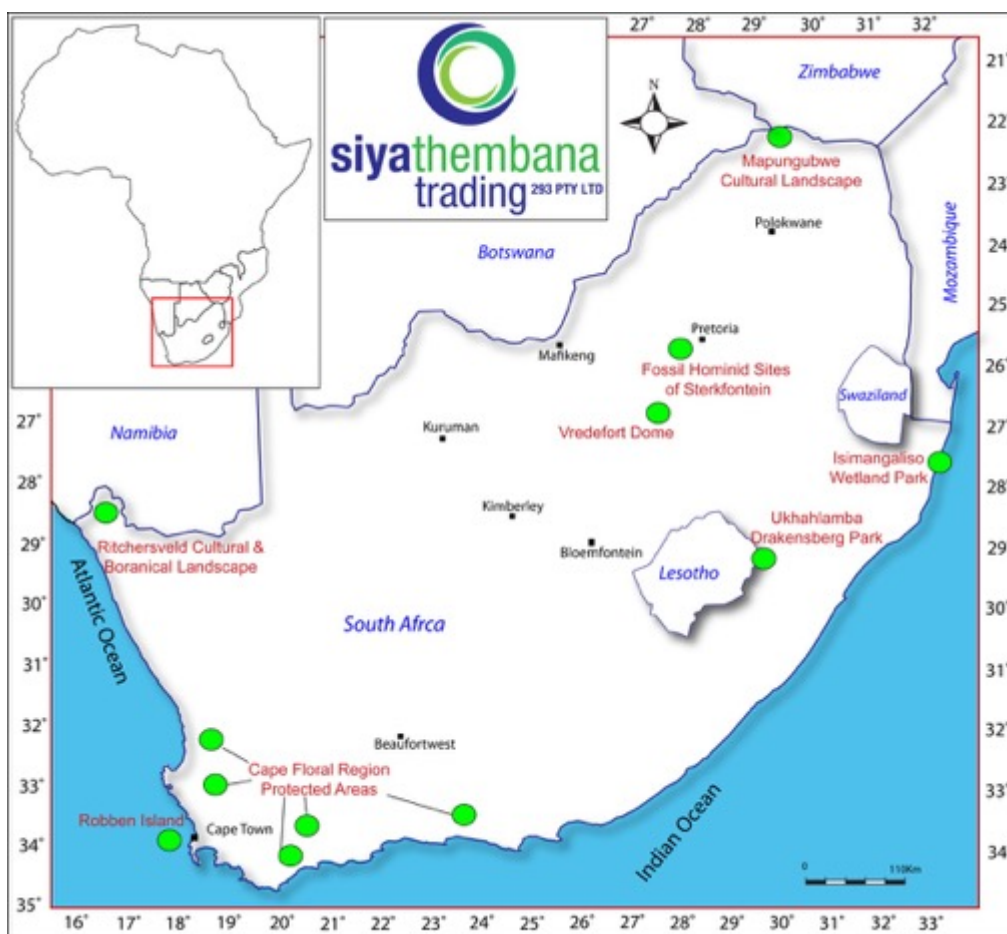 27° 28° 29° 30° 31° 32°
siyathembana
trading 293 PTY LTD
N
Zimbabwe
21°
22°
23°
24°
25°
26°
27°
28°
29°
30°
31°
32°
33°
34°
Mapungubwe
Cultural Landscape
Polokwane
Mozambique
Botswana
Pretoria
Mafikeng
Fossil Hominid Sites
of Sterkfontein
Swaziland
Vredefort Dome
Kuruman
Namibia
Isimangaliso
Wetland Park
Kimberley
Ukhahlamba
Drakensberg Park
Bloemfontein
Lesotho
Ritchersveld Cultural &
Boranical Landscape
Atlantic Ocean
South Afrca
Beaufortwest
Cape Floral Region
Protected Areas
Robben Island
Cape Town
Indian Ocean
0 110Km
27°
28°
29°
30°
31°
32°
33°
34°
35°
16° 17° 18° 19° 20° 21° 22° 23° 24° 25° 26° 27° 28° 29° 30° 31° 32° 33°